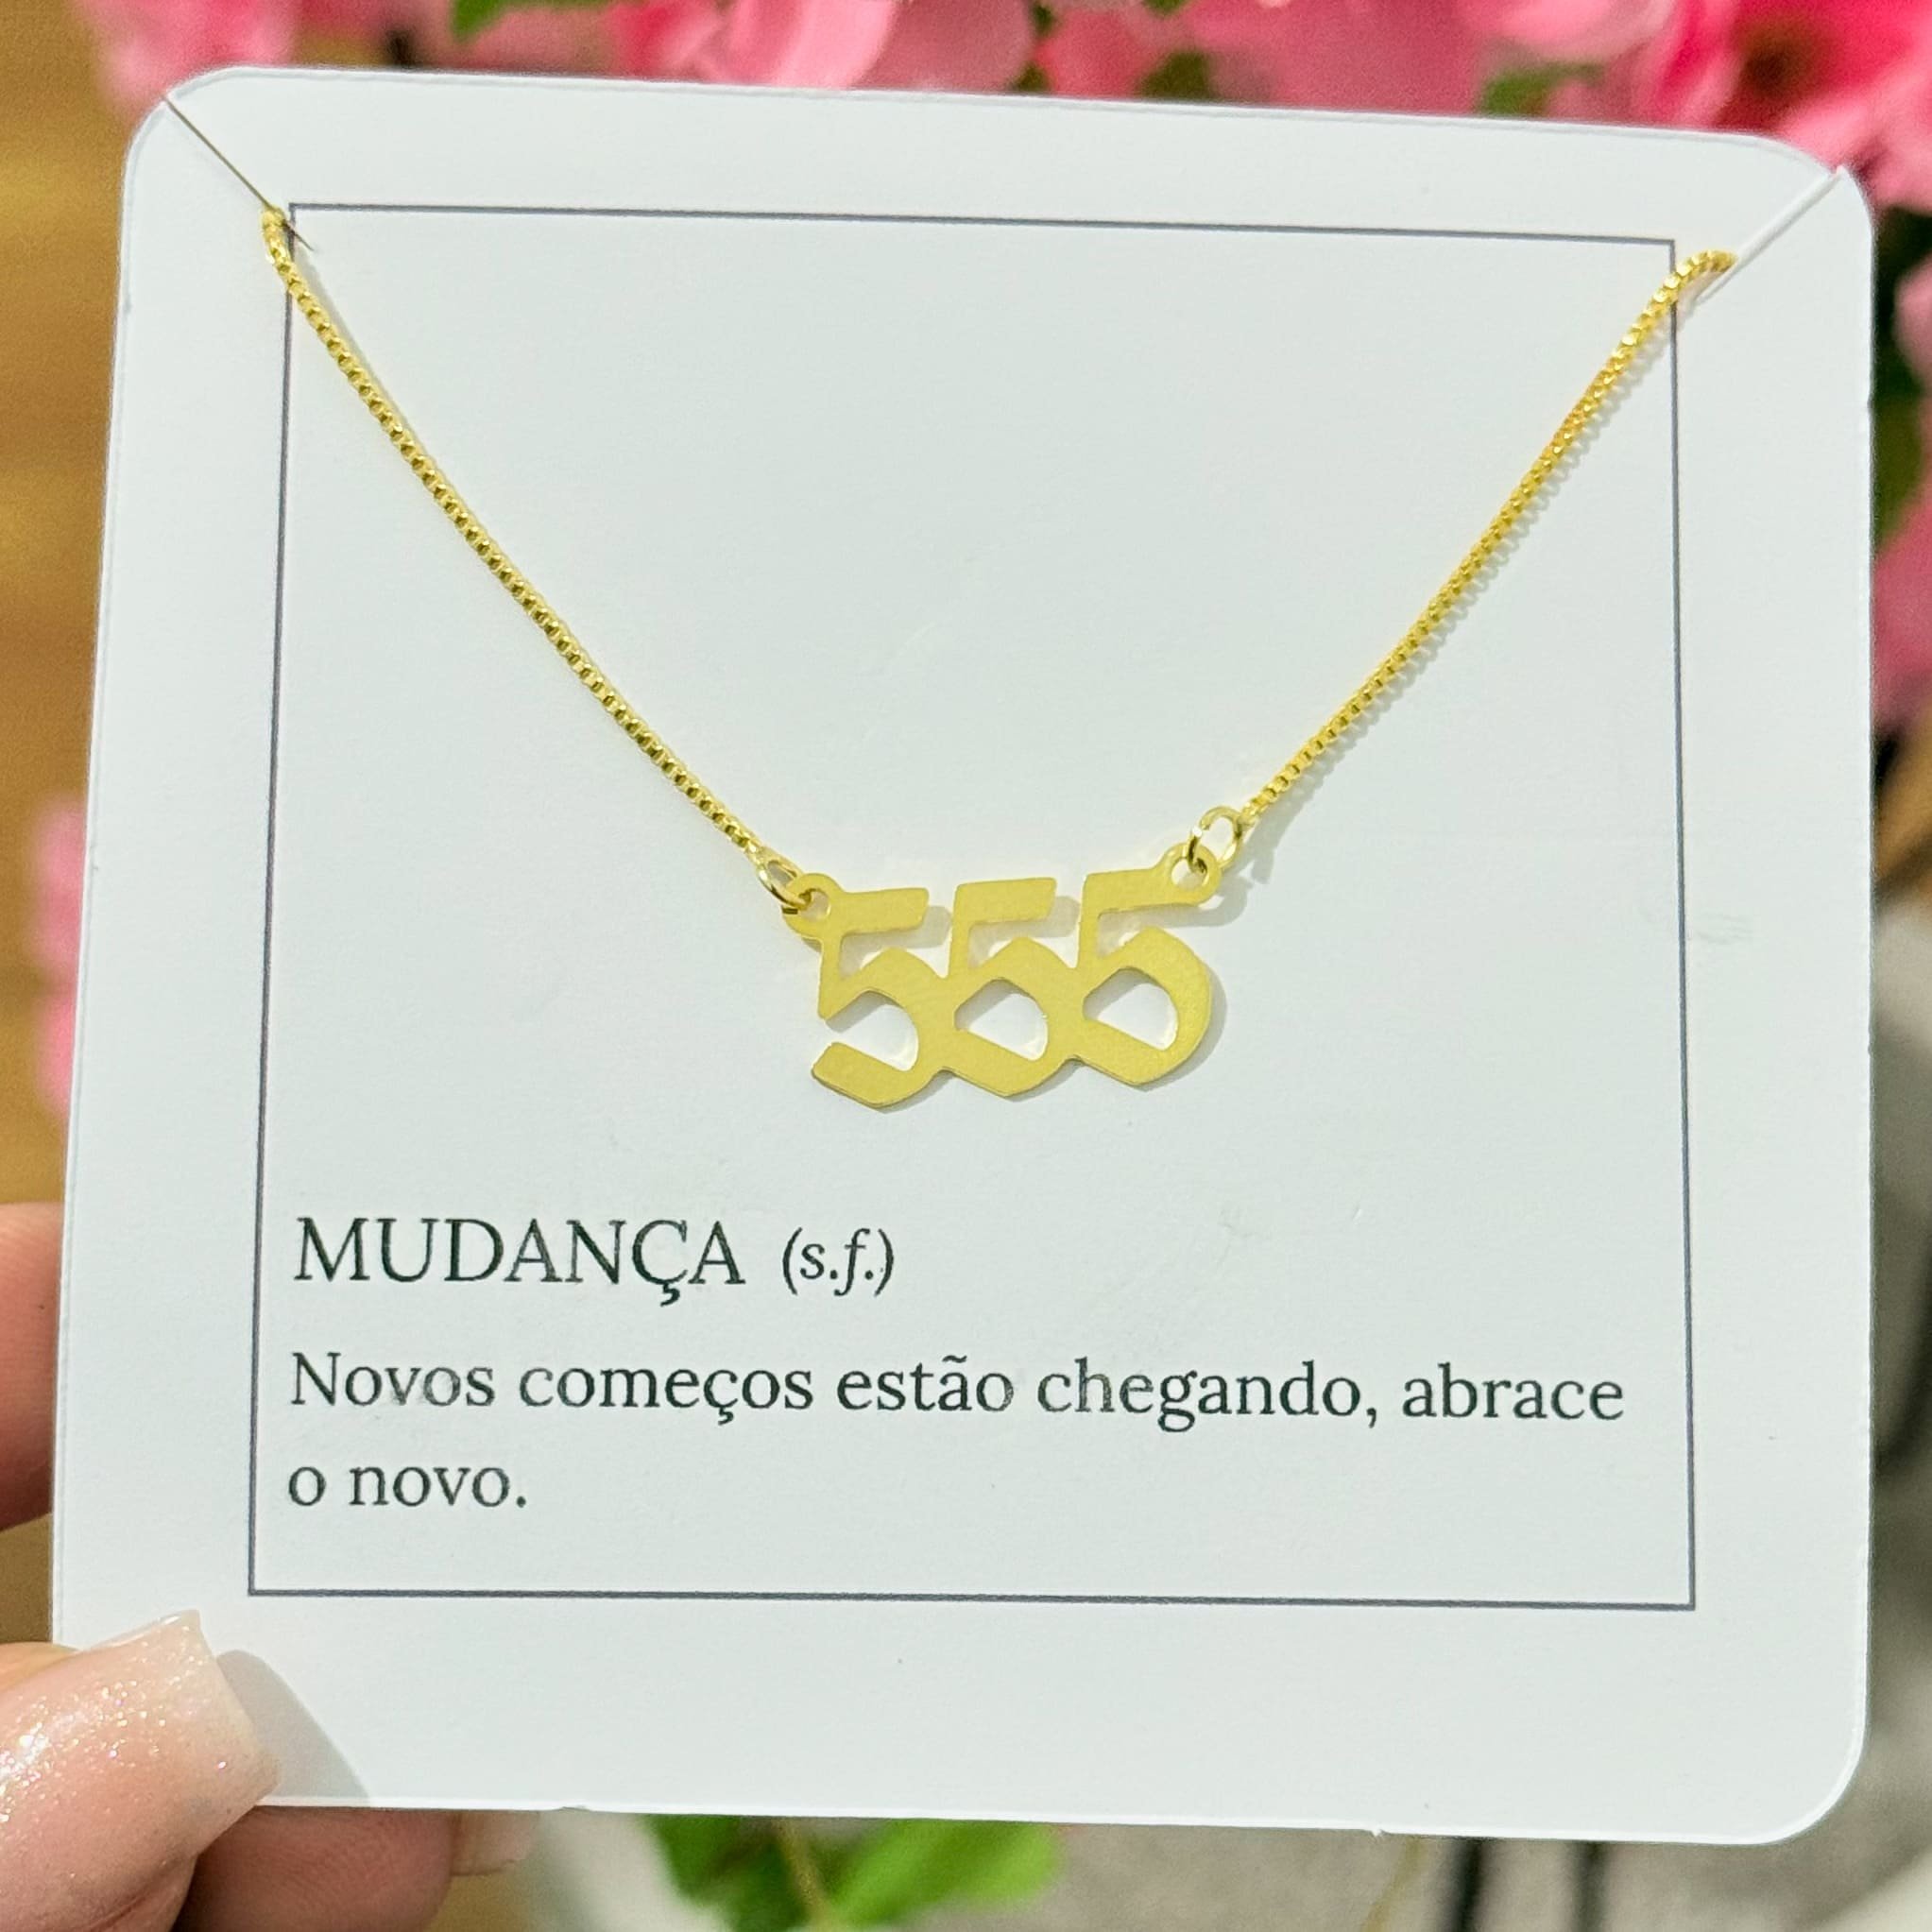 555
MUDANÇA (s.f.)
Novos começos estão chegando, abrace
o novo.